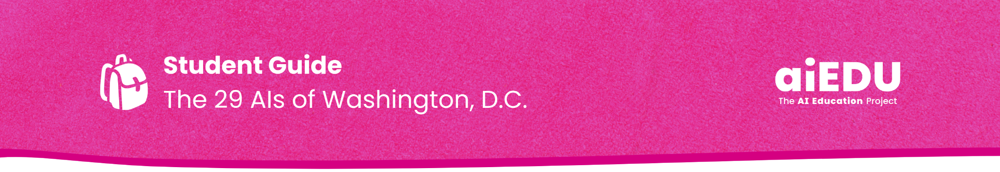 Student Guide
The 29 AIs of Washington, D.C.
aiEDU
The AI Education Project